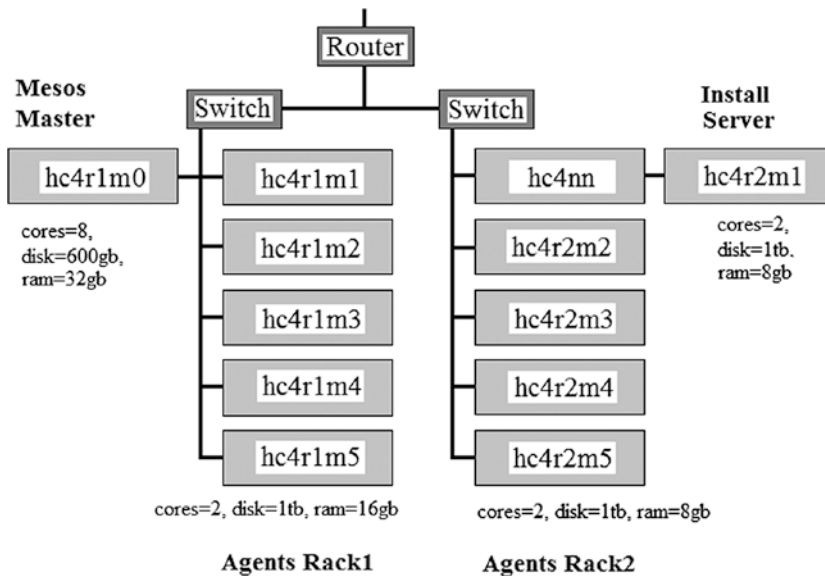 Router
Mesos
Master
Switch
Switch
Install
Server
hc4r1m0
hc4r1m1
hc4nn
hc4r2m1
cores=8,
disk=600gb,
ram=32gb
cores=2,
disk=1tb.
ram=8gb
hc4r1m2
hc4r2m2
hc4r1m3
hc4r2m3
hc4r1m4
hc4r2m4
hc4r1m5
hc4r2m5
cores=2, disk=1tb, ram=16gb
cores=2, disk=1tb, ram=8gb
Agents Rack1
Agents Rack2